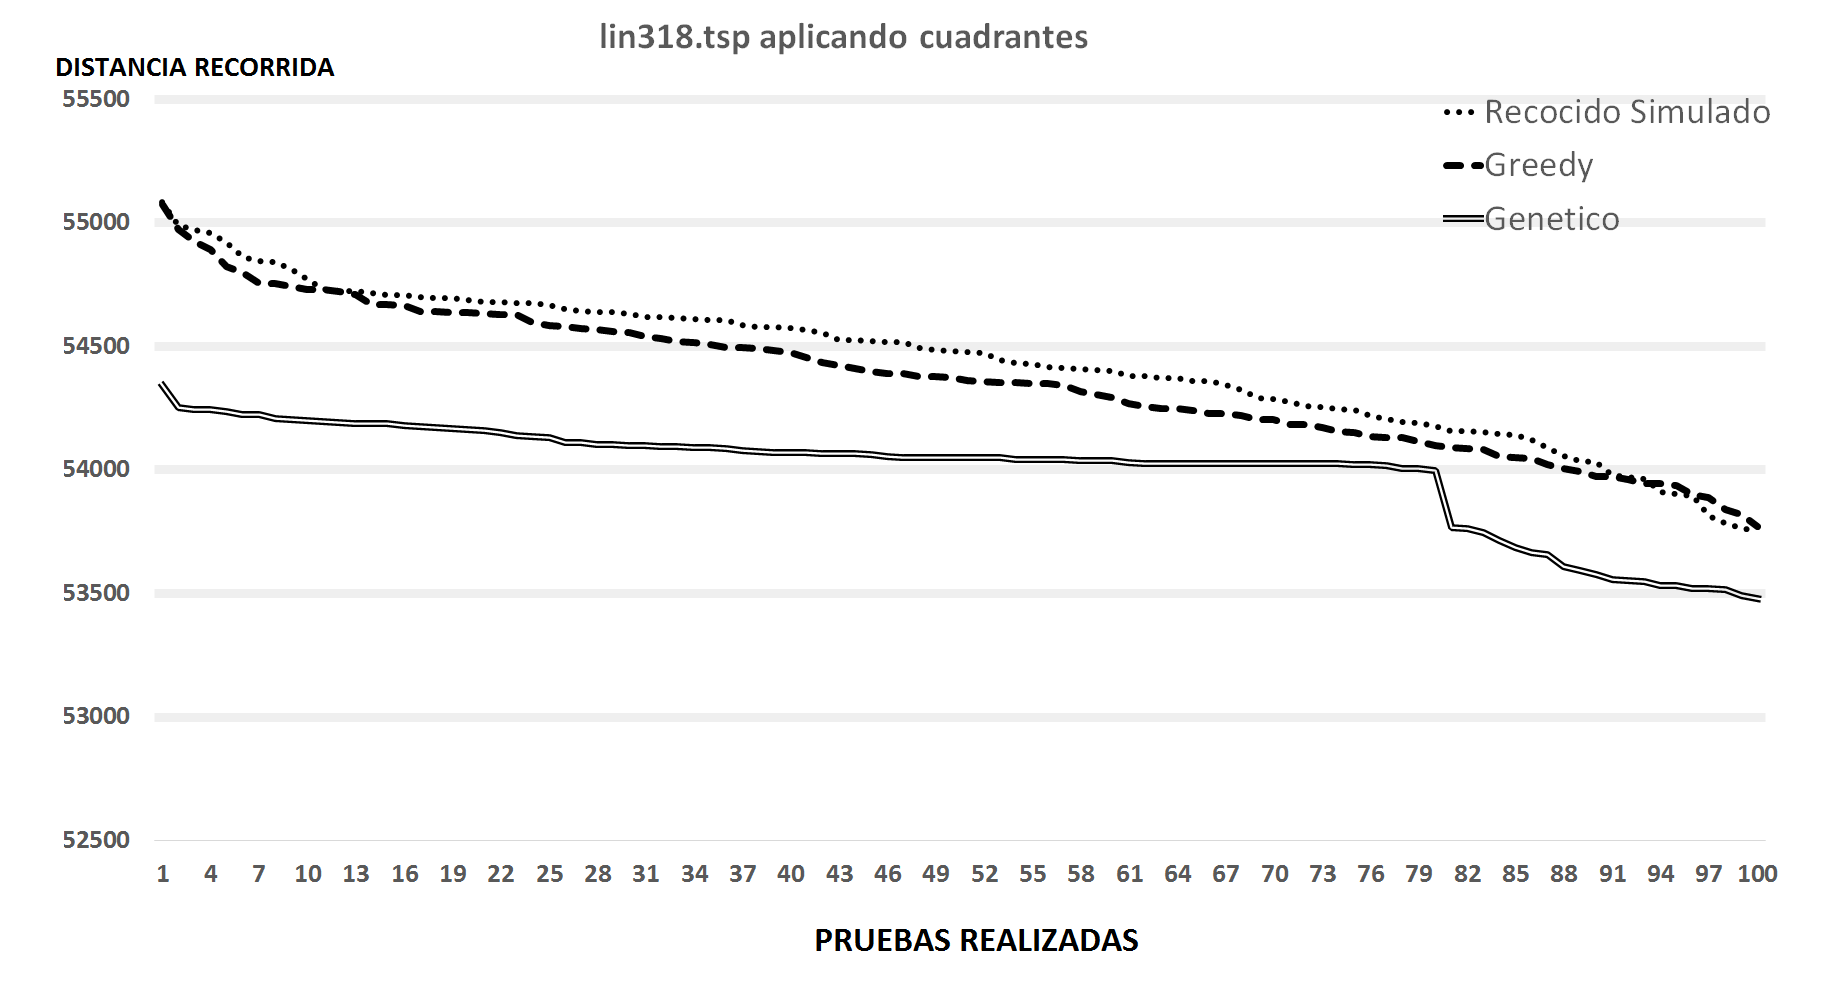 lin318.tsp aplicando cuadrantes
DISTANCIA RECORRIDA
55500
Recocido Simulado
Greedy
55000
Genetico
54500
54000
53500
53000
52500
1 4 7 10 13 16 19 22 25 28 31 34 37 40 43 46 49 52 55 58 61 64 67 70 73 76 79 82 85 88 91 94 97 100
PRUEBAS REALIZADAS